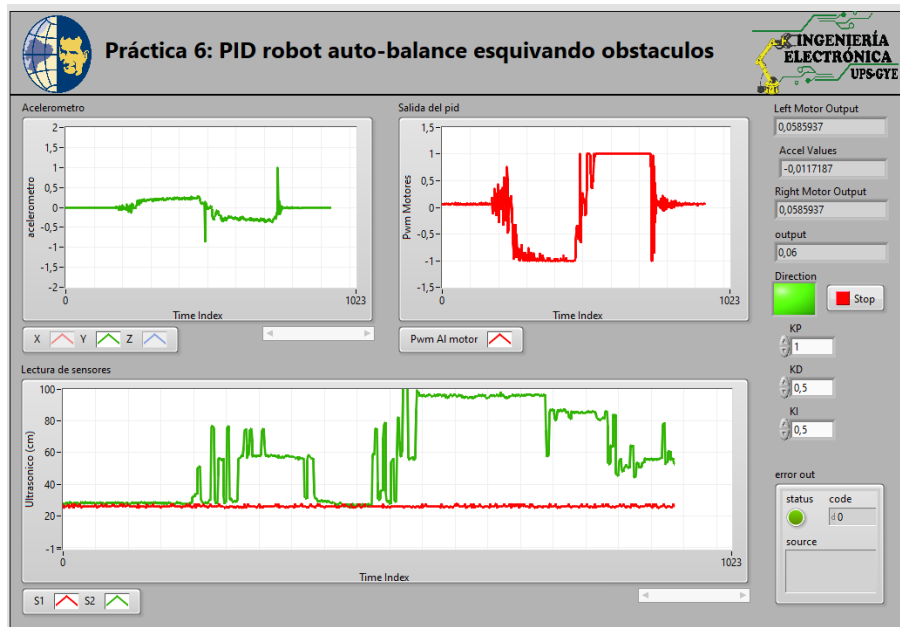 Práctica 6: PID robot auto-balance esquivando obstaculos
INGENIERÍA
ELECTRÓNICA
UPS-GYE
Acelerometro
2
1,5
1
0,5
0
-0,5
-1
-1,5
-2
acelerometro
0
1023
Time Index
X Y Z
Salida del pid
1,5
1
0,5
0
-0,5
-1
-1,5
Pwm Motores
0
1023
Time Index
Pwm Al motor
Left Motor Output
0,0585937
Accel Values
-0,0117187
Right Motor Output
0,0585937
output
0,06
Direction
Stop
KP
1
KD
0,5
KI
0,5
Lectura de sensores
100
80
60
40
20
-1
Ultrasonico (cm)
0
1023
Time Index
S1 S2
error out
status code
d 0
source